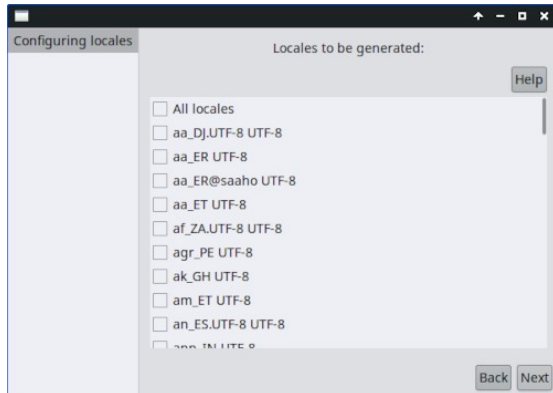 Configuring locales
Locales to be generated:
Help
All locales
aa_DJ.UTF-8 UTF-8
aa_ER UTF-8
aa_ER@saaho UTF-8
aa_ET UTF-8
af_ZA.UTF-8 UTF-8
agr_PE UTF-8
ak_GH UTF-8
am_ET UTF-8
an_ES.UTF-8 UTF-8
Back Next